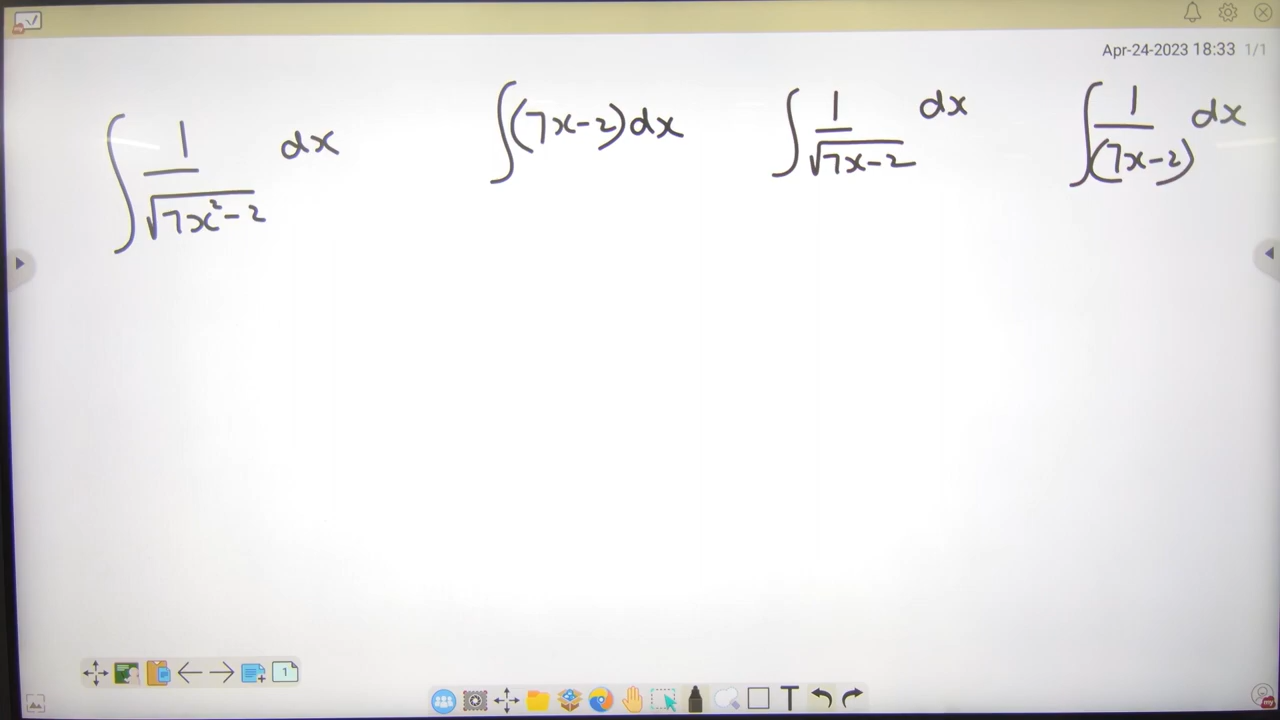 Apr-24-2023 18:33 1/1
∫ 1/√(7x²-2) dx
∫(7x-2)dx
∫ 1/√(7x-2) dx
∫ 1/(7x-2) dx
1
T